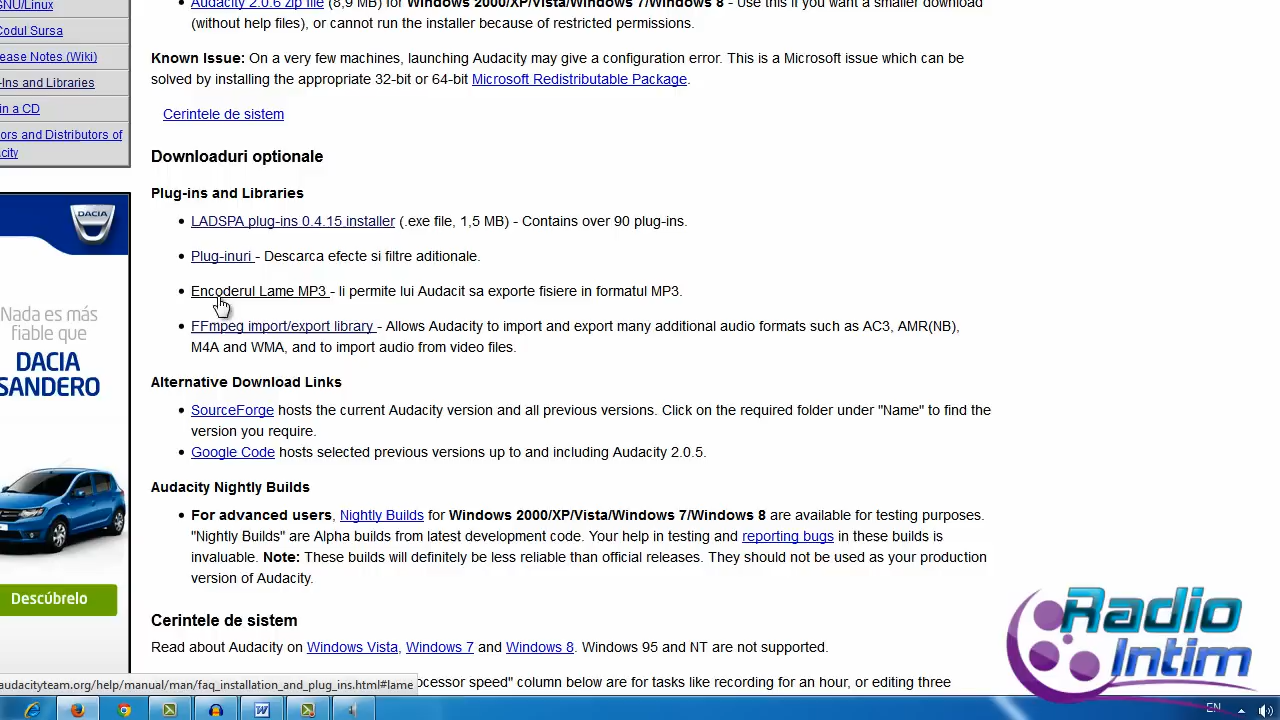 GNU/Linux
Codul Sursa
ease Notes (Wiki)
-Ins and Libraries
in a CD
ors and Distributors of
city
Audacity 2.0.6 zip file (8,9 MB) for Windows 2000/XP/Vista/Windows 7/Windows 8 - Use this if you want a smaller download
(without help files), or cannot run the installer because of restricted permissions.
Known Issue: On a very few machines, launching Audacity may give a configuration error. This is a Microsoft issue which can be
solved by installing the appropriate 32-bit or 64-bit Microsoft Redistributable Package.
Cerintele de sistem
Downloaduri optionale
Plug-ins and Libraries
• LADSPA plug-ins 0.4.15 installer (.exe file, 1,5 MB) - Contains over 90 plug-ins.
• Plug-inuri - Descarca efecte si filtre aditionale.
• Encoderul Lame MP3 - Ii permite lui Audacit sa exporte fisiere in formatul MP3.
• FFmpeg import/export library - Allows Audacity to import and export many additional audio formats such as AC3, AMR(NB),
M4A and WMA, and to import audio from video files.
Alternative Download Links
• SourceForge hosts the current Audacity version and all previous versions. Click on the required folder under "Name" to find the
version you require.
• Google Code hosts selected previous versions up to and including Audacity 2.0.5.
Audacity Nightly Builds
• For advanced users, Nightly Builds for Windows 2000/XP/Vista/Windows 7/Windows 8 are available for testing purposes.
"Nightly Builds" are Alpha builds from latest development code. Your help in testing and reporting bugs in these builds is
invaluable. Note: These builds will definitely be less reliable than official releases. They should not be used as your production
version of Audacity.
Cerintele de sistem
Read about Audacity on Windows Vista, Windows 7 and Windows 8. Windows 95 and NT are not supported.
ocessor speed" column below are for tasks like recording for an hour, or editing three
DACIA
Nada es más
fiable que
DACIA
SANDERO
Descúbrelo
audacityteam.org/help/manual/man/faq_installation_and_plug_ins.html#lame
Radio
Intim
EN